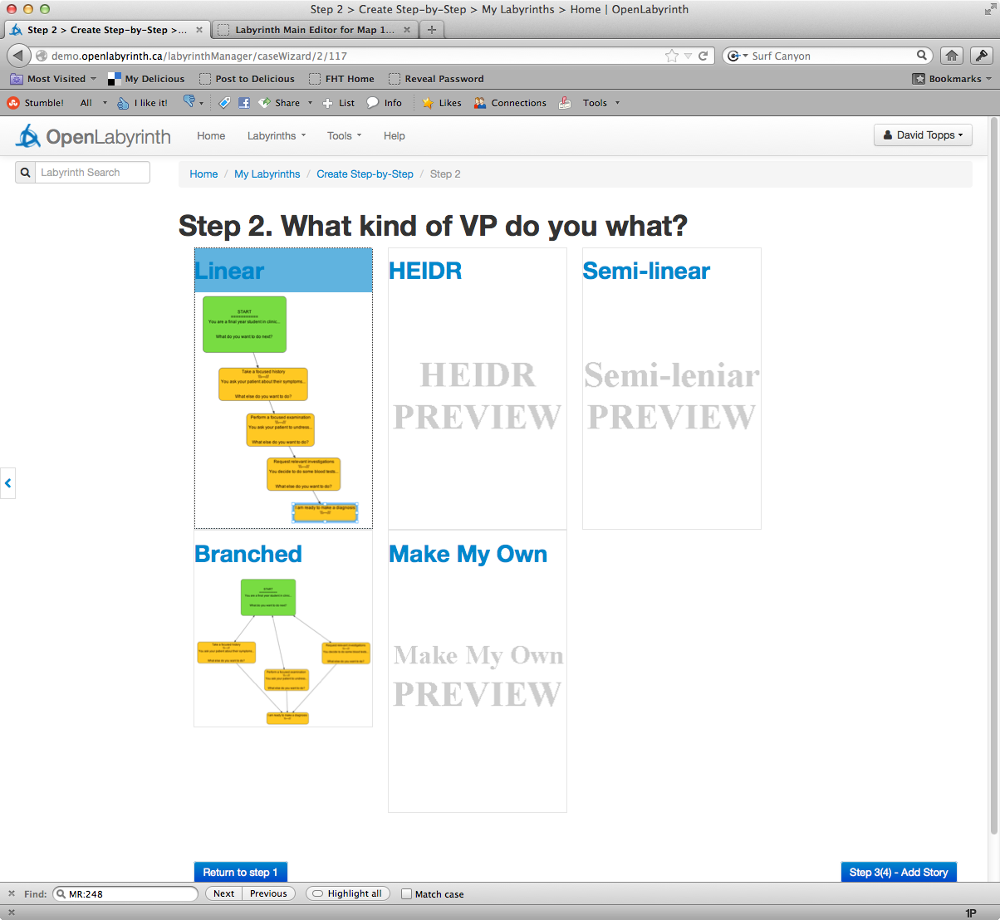 Step 2 > Create Step-by-Step > My Labyrinths > Home | OpenLabyrinth
Step 2 > Create Step-by-Step >...
Labyrinth Main Editor for Map 1...
demo.openlabyrinth.ca/labyrinthManager/caseWizard/2/117
Surf Canyon
Most Visited
My Delicious
Post to Delicious
FHT Home
Reveal Password
Bookmarks
Stumble!
All
I like it!
Share
List
Info
Likes
Connections
Tools
OpenLabyrinth
Home
Labyrinths
Tools
Help
David Topps
Labyrinth Search
Home / My Labyrinths / Create Step-by-Step / Step 2
Step 2. What kind of VP do you what?
Linear
START
============
You are a final year student in clinic...
What do you want to do next?
Take a focused history
You ask your patient about their symptoms...
What else do you want to do?
Perform a focused examination
You ask your patient to undress...
What else do you want to do?
Request relevant investigations
You decide to do some blood tests...
What else do you want to do?
I am ready to make a diagnosis
HEIDR
HEIDR
PREVIEW
Semi-linear
Semi-leniar
PREVIEW
Branched
START
You are a final year student in clinic...
What do you want to do next?
Take a focused history
You ask your patient about their symptoms...
What else do you want to do?
Perform a focused examination
You ask your patient to undress...
What else do you want to do?
Request relevant investigations
You decide to do some blood tests...
What else do you want to do?
I am ready to make a diagnosis
Make My Own
Make My Own
PREVIEW
Return to step 1
Step 3(4) - Add Story
Find:
MR:248
Next
Previous
Highlight all
Match case
1P